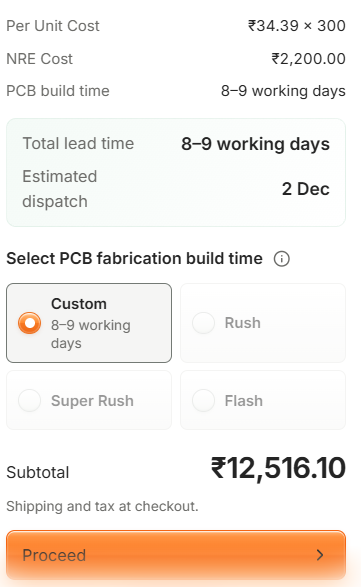 Per Unit Cost ₹34.39 × 300
NRE Cost ₹2,200.00
PCB build time 8–9 working days
Total lead time 8–9 working days
Estimated
dispatch 2 Dec
Select PCB fabrication build time
Custom
8–9 working
days
Rush
Super Rush
Flash
Subtotal ₹12,516.10
Shipping and tax at checkout.
Proceed